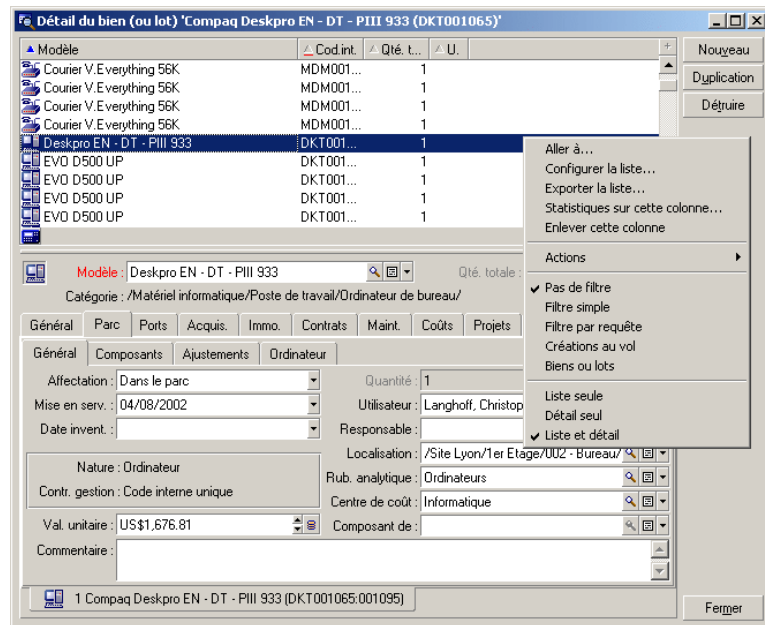 Détail du bien (ou lot) 'Compaq Deskpro EN - DT - PIII 933 (DKT001065)'
Modèle Cod.int. Qté. t... U.
Nouveau
Courier V.Everything 56K MDM001... 1
Courier V.Everything 56K MDM001... 1
Duplication
Courier V.Everything 56K MDM001... 1
Détruire
Courier V.Everything 56K MDM001... 1
Deskpro EN - DT - PIII 933 DKT001... 1
EVO D500 UP DKT001... 1
EVO D500 UP DKT001... 1
EVO D500 UP DKT001... 1
EVO D500 UP DKT001... 1
Aller à...
Configurer la liste...
Exporter la liste...
Statistiques sur cette colonne...
Enlever cette colonne
Actions
Pas de filtre
Filtre simple
Filtre par requête
Créations au vol
Biens ou lots
Liste seule
Détail seul
Liste et détail
Modèle : Deskpro EN - DT - PIII 933 Qté. totale :
Catégorie : /Matériel informatique/Poste de travail/Ordinateur de bureau/
Général Parc Ports Acquis. Immo. Contrats Maint. Coûts Projets
Général Composants Ajustements Ordinateur
Affectation : Dans le parc Quantité : 1
Mise en serv. : 04/08/2002 Utilisateur : Langhoff, Christop
Date invent. : Responsable :
Localisation : /Site Lyon/1er Etage/002 - Bureau/
Nature : Ordinateur
Rub. analytique : Ordinateurs
Contr. gestion : Code interne unique
Centre de coût : Informatique
Val. unitaire : US$1,676.81 Composant de :
Commentaire :
1 Compaq Deskpro EN - DT - PIII 933 (DKT001065:001095)
Fermer